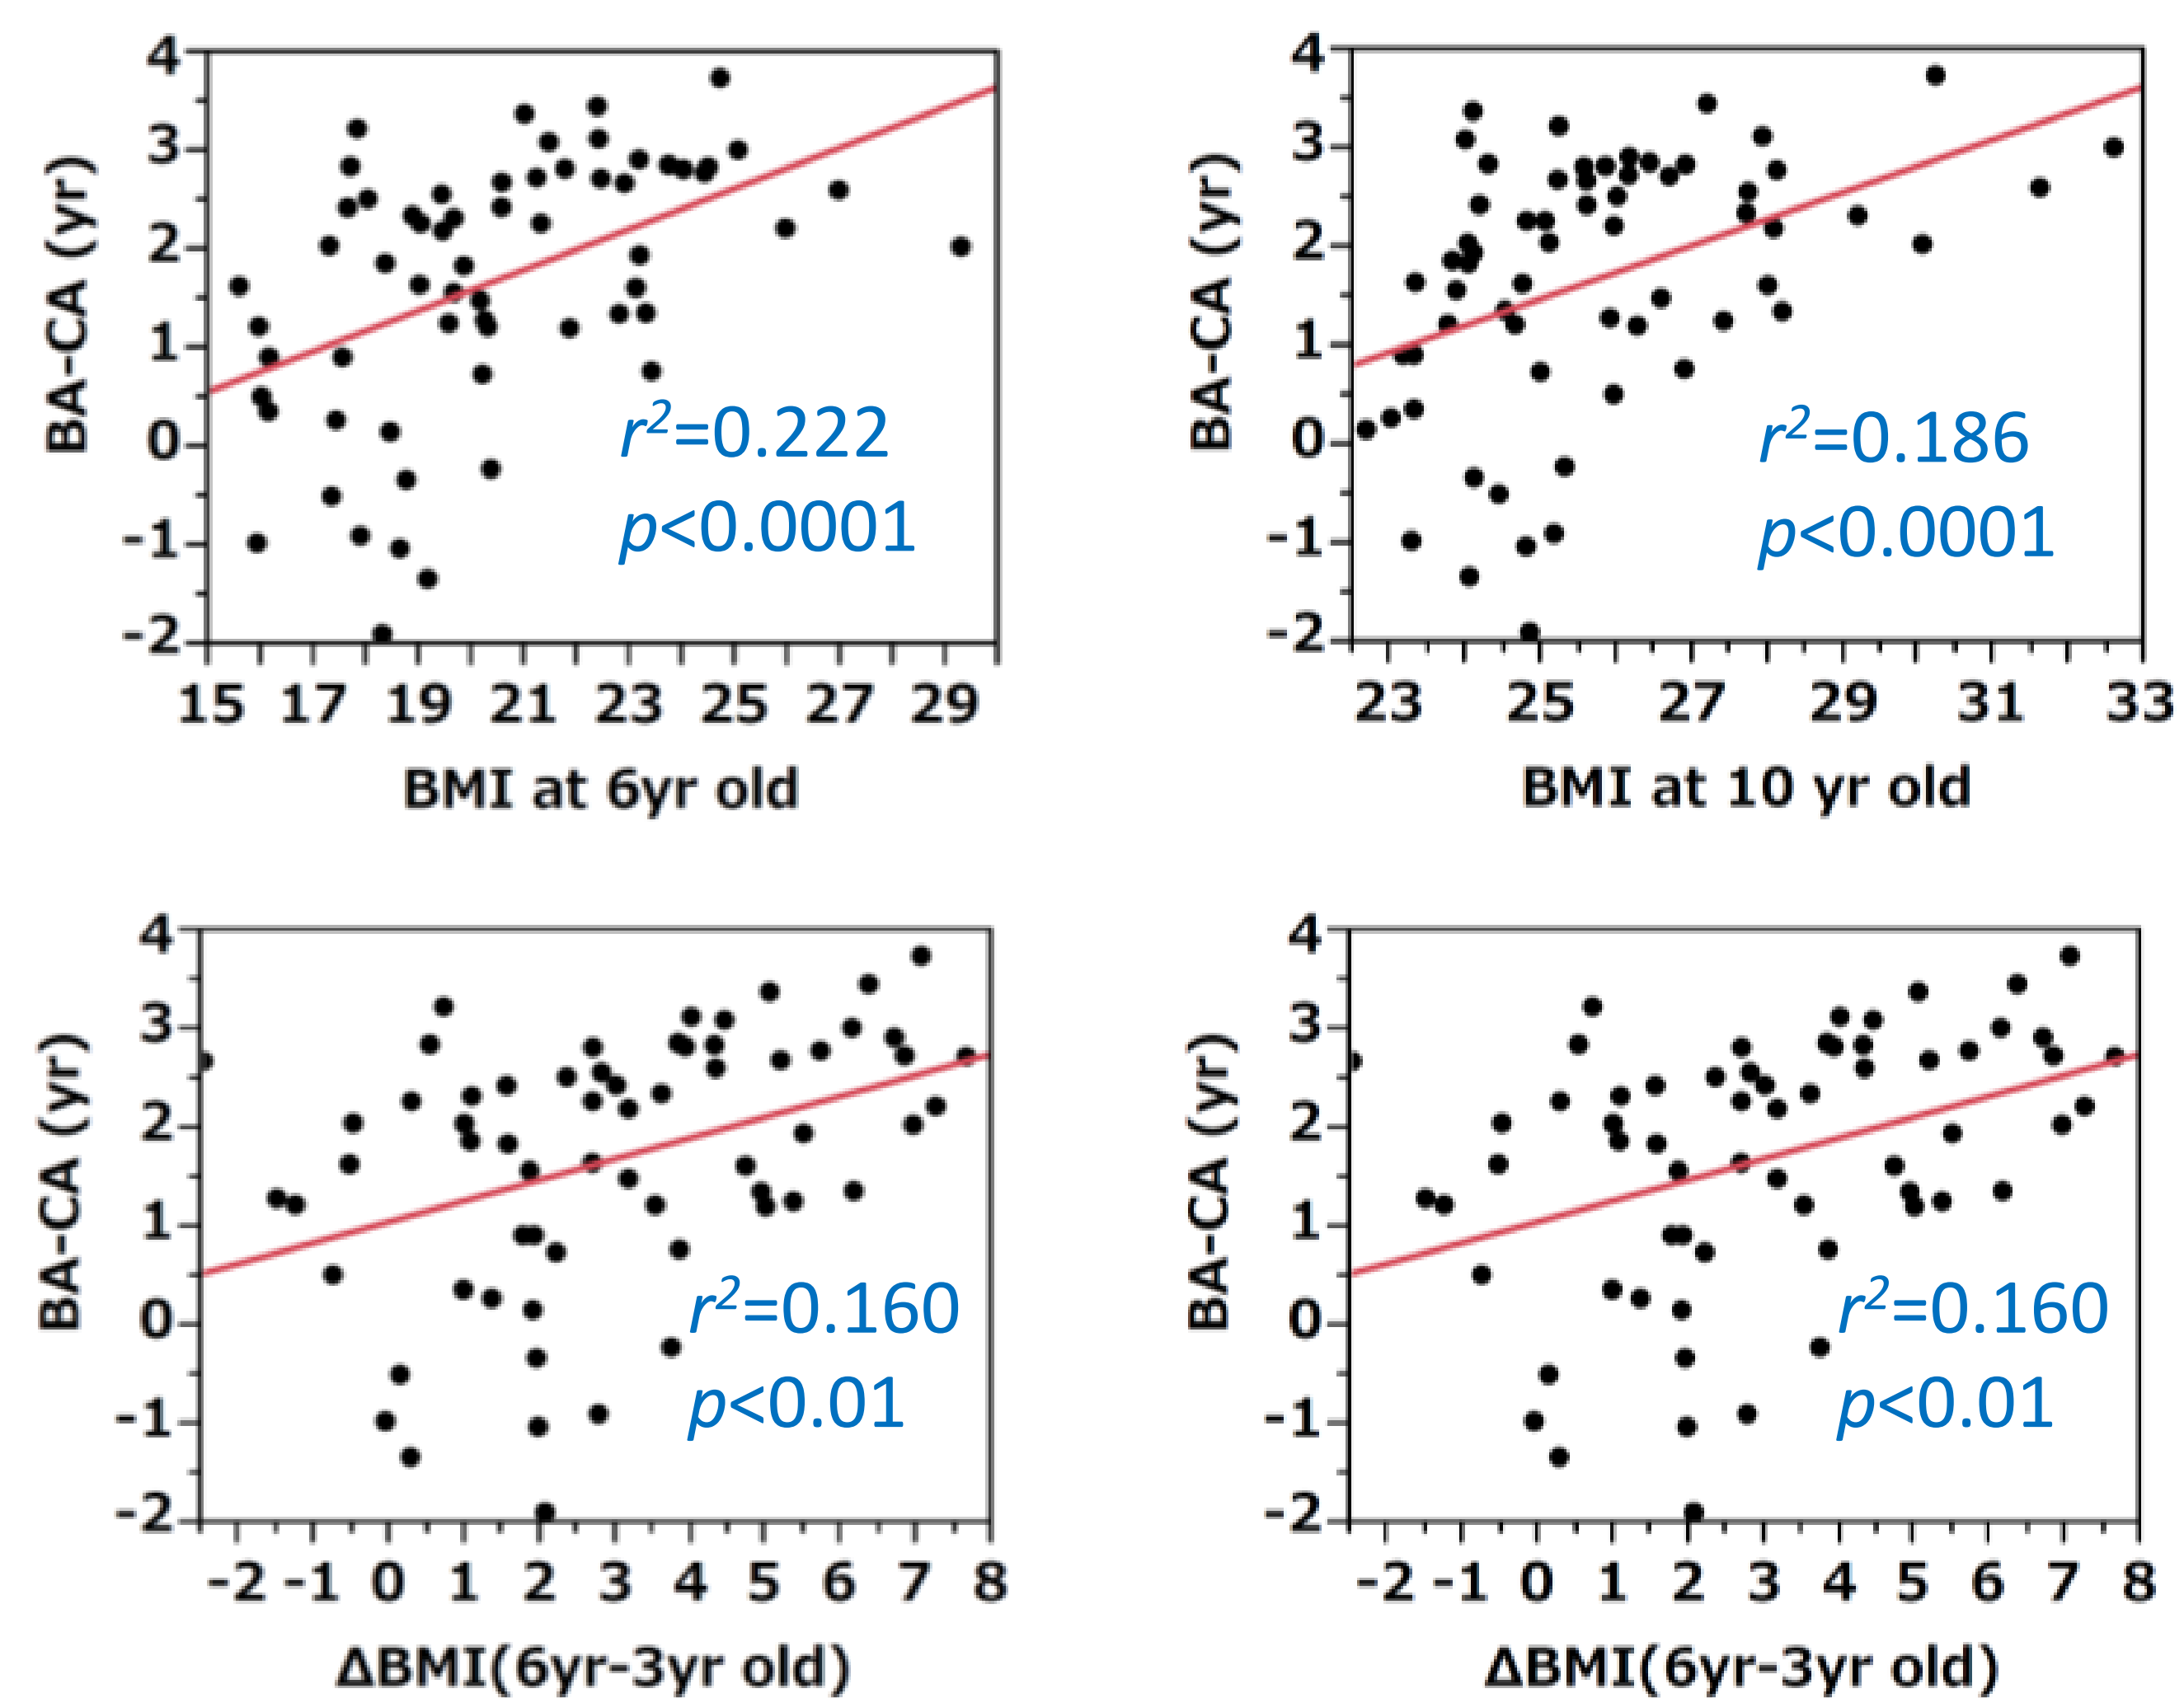 BA-CA (yr)
4
3
2
1
0
-1
-2
r²=0.222
p<0.0001
15 17 19 21 23 25 27 29
BMI at 6yr old
BA-CA (yr)
4
3
2
1
0
-1
-2
r²=0.186
p<0.0001
23 25 27 29 31 33
BMI at 10 yr old
BA-CA (yr)
4
3
2
1
0
-1
-2
r²=0.160
p<0.01
-2 -1 0 1 2 3 4 5 6 7 8
ΔBMI(6yr-3yr old)
BA-CA (yr)
4
3
2
1
0
-1
-2
r²=0.160
p<0.01
-2 -1 0 1 2 3 4 5 6 7 8
ΔBMI(6yr-3yr old)